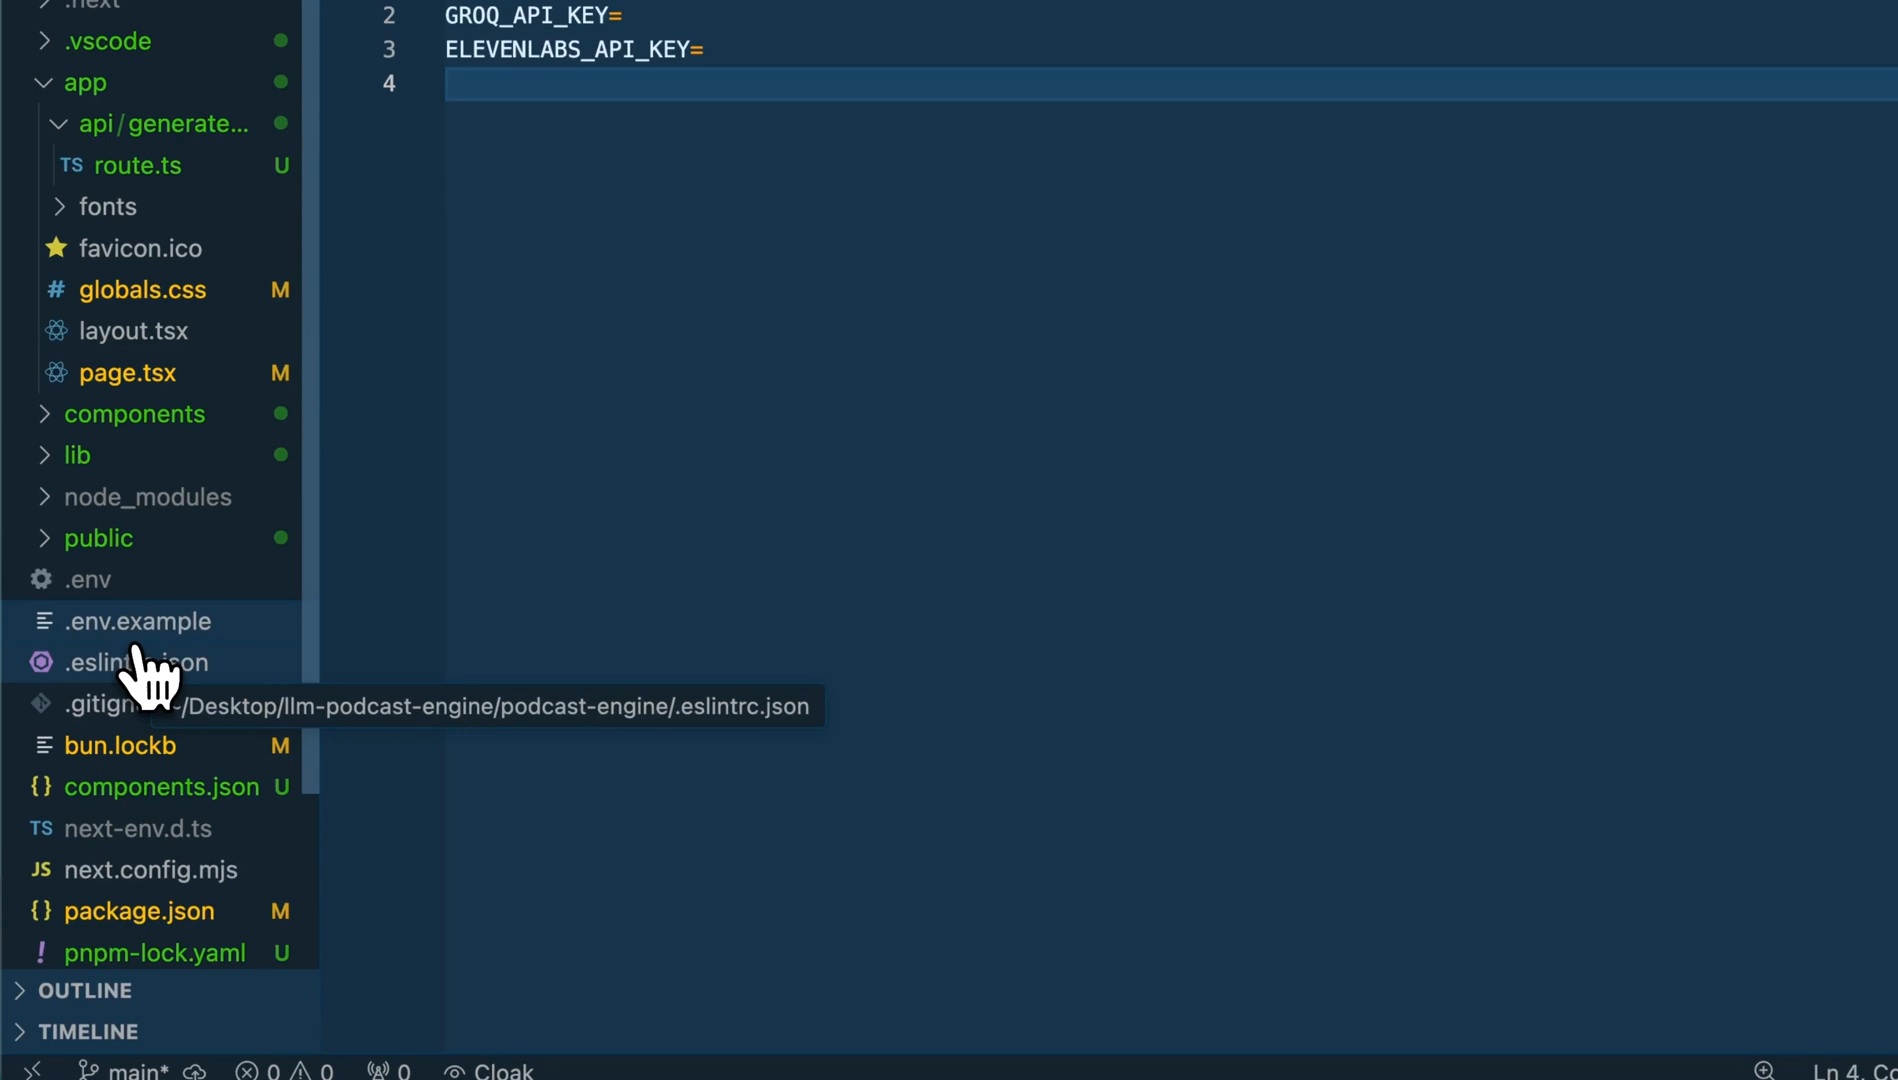 .next
.vscode
app
api/generate...
TS route.ts U
fonts
favicon.ico
# globals.css M
layout.tsx
page.tsx M
components
lib
node_modules
public
.env
.env.example
.eslintrc.json
.gitign
~/Desktop/llm-podcast-engine/podcast-engine/.eslintrc.json
bun.lockb M
{} components.json U
TS next-env.d.ts
JS next.config.mjs
{} package.json M
! pnpm-lock.yaml U
OUTLINE
TIMELINE
2 GROQ_API_KEY=
3 ELEVENLABS_API_KEY=
4
main* 0 0 0 Cloak
Ln 4, Co